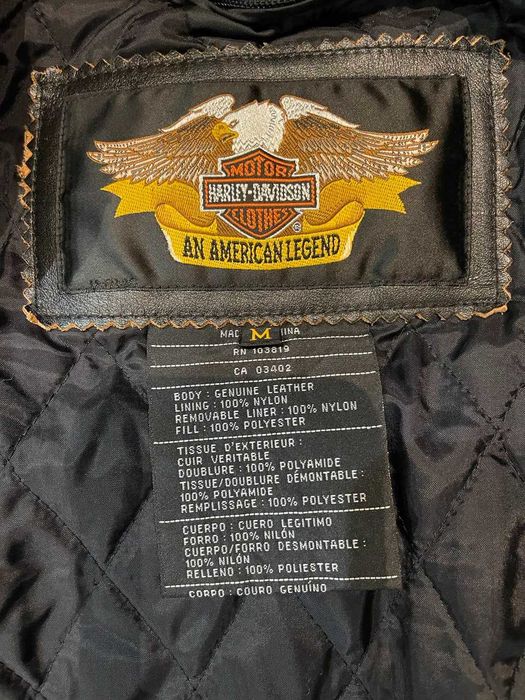 MOTOR
HARLEY-DAVIDSON
CLOTHES
®
AN AMERICAN LEGEND
M
RN 103819
CA 03402
BODY : GENUINE LEATHER
LINING : 100% NYLON
REMOVABLE LINER : 100% NYLON
FILL : 100% POLYESTER
TISSUE D'EXTERIEUR :
CUIR VERITABLE
DOUBLURE : 100% POLYAMIDE
TISSU/DOUBLURE DÉMONTABLE :
100% POLYAMIDE
REMPLISSAGE : 100% POLYESTER
CUERPO : CUERO LEGITIMO
FORRO : 100% NILÓN
CUERPO/FORRO DESMONTABLE :
100% NILÓN
RELLENO : 100% POLIESTER
CORPO : COURO GENUÍNO